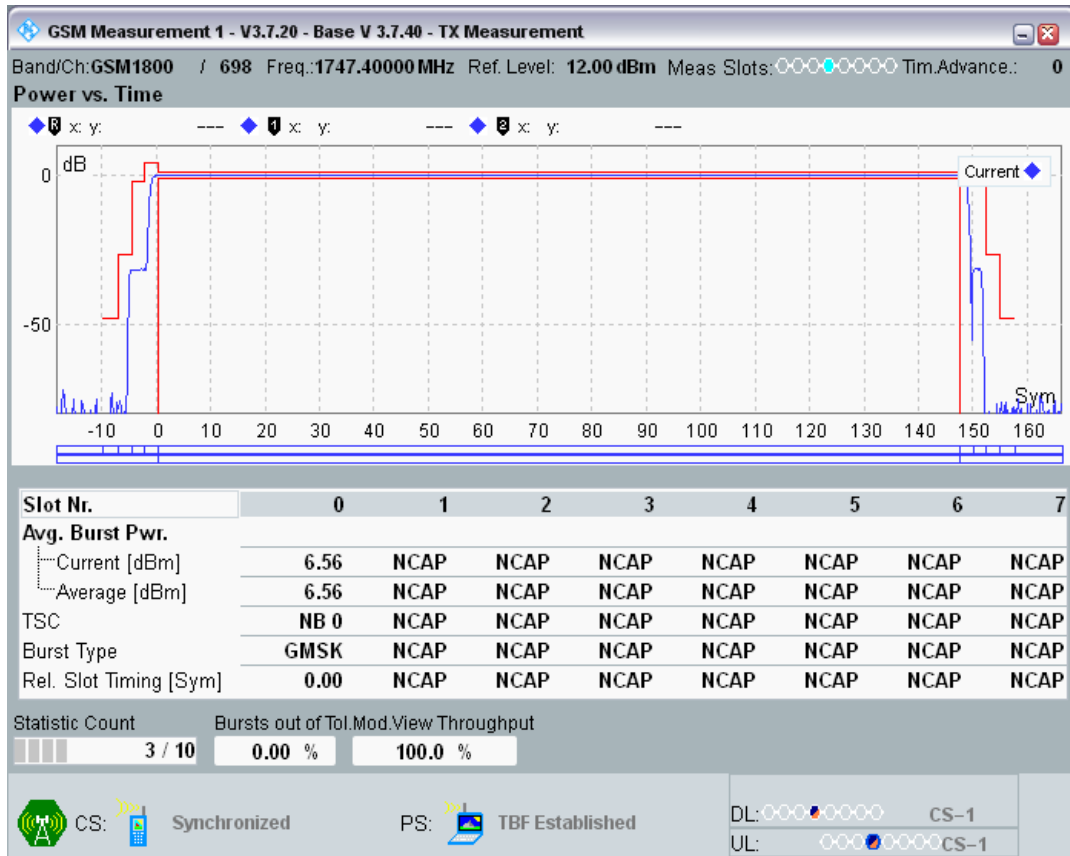 GSM Measurement 1 - V3.7.20 - Base V 3.7.40 - TX Measurement
Band/Ch:GSM1800 / 698 Freq.:1747.40000 MHz Ref. Level: 12.00 dBm Meas Slots: Tim.Advance.: 0
Power vs. Time
R x: y: --- 1 x: y: --- 2 x: y: ---
dB
0
Current
-50
Sym
-10 0 10 20 30 40 50 60 70 80 90 100 110 120 130 140 150 160
Slot Nr. 0 1 2 3 4 5 6 7
Avg. Burst Pwr.
Current [dBm] 6.56 NCAP NCAP NCAP NCAP NCAP NCAP NCAP
Average [dBm] 6.56 NCAP NCAP NCAP NCAP NCAP NCAP NCAP
TSC NB 0 NCAP NCAP NCAP NCAP NCAP NCAP NCAP
Burst Type GMSK NCAP NCAP NCAP NCAP NCAP NCAP NCAP
Rel. Slot Timing [Sym] 0.00 NCAP NCAP NCAP NCAP NCAP NCAP NCAP
Statistic Count Bursts out of Tol. Mod.View Throughput
3 / 10 0.00 % 100.0 %
CS: Synchronized PS: TBF Established
DL: CS-1
UL: CS-1